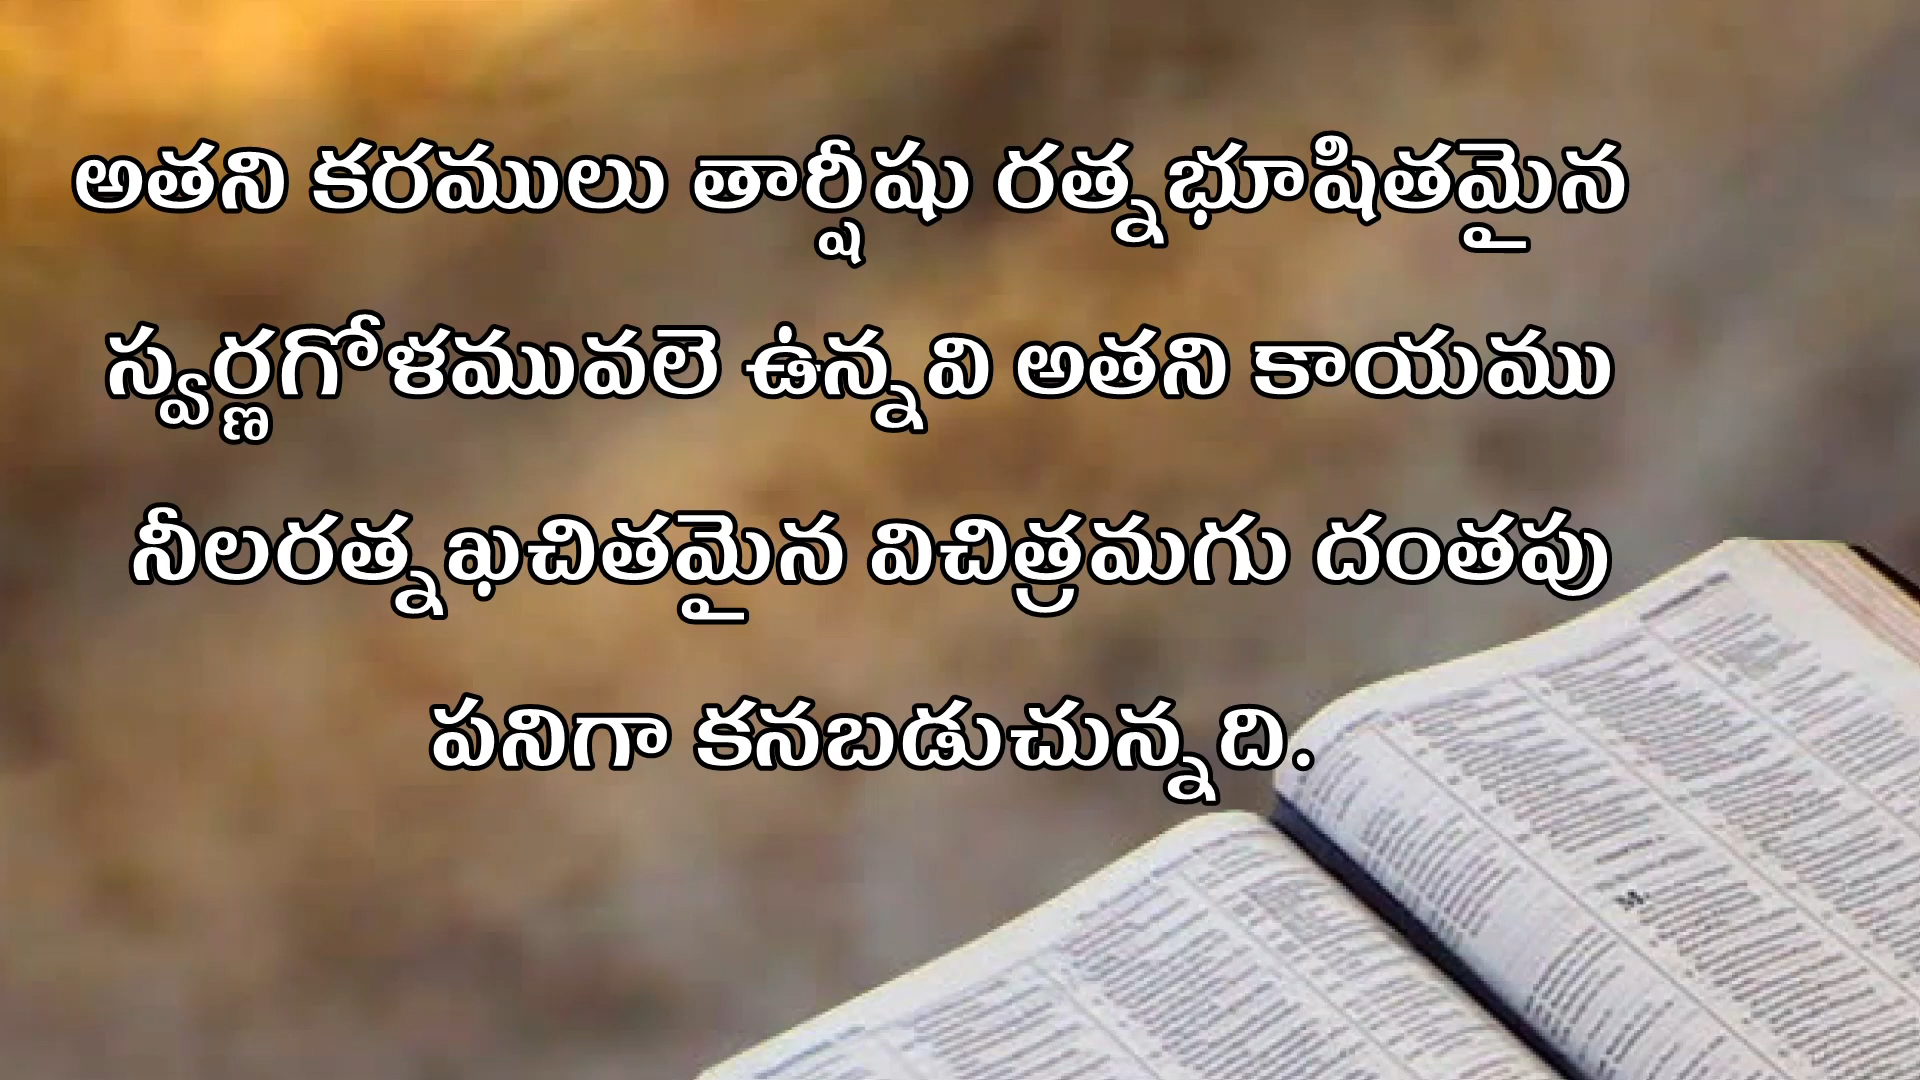 అతని కరములు తార్షీషు రత్నభూషితమైన
స్వర్ణగోళమువలె ఉన్నవి అతని కాయము
నీలరత్నఖచితమైన విచిత్రమగు దంతపు
పనిగా కనబడుచున్నది.